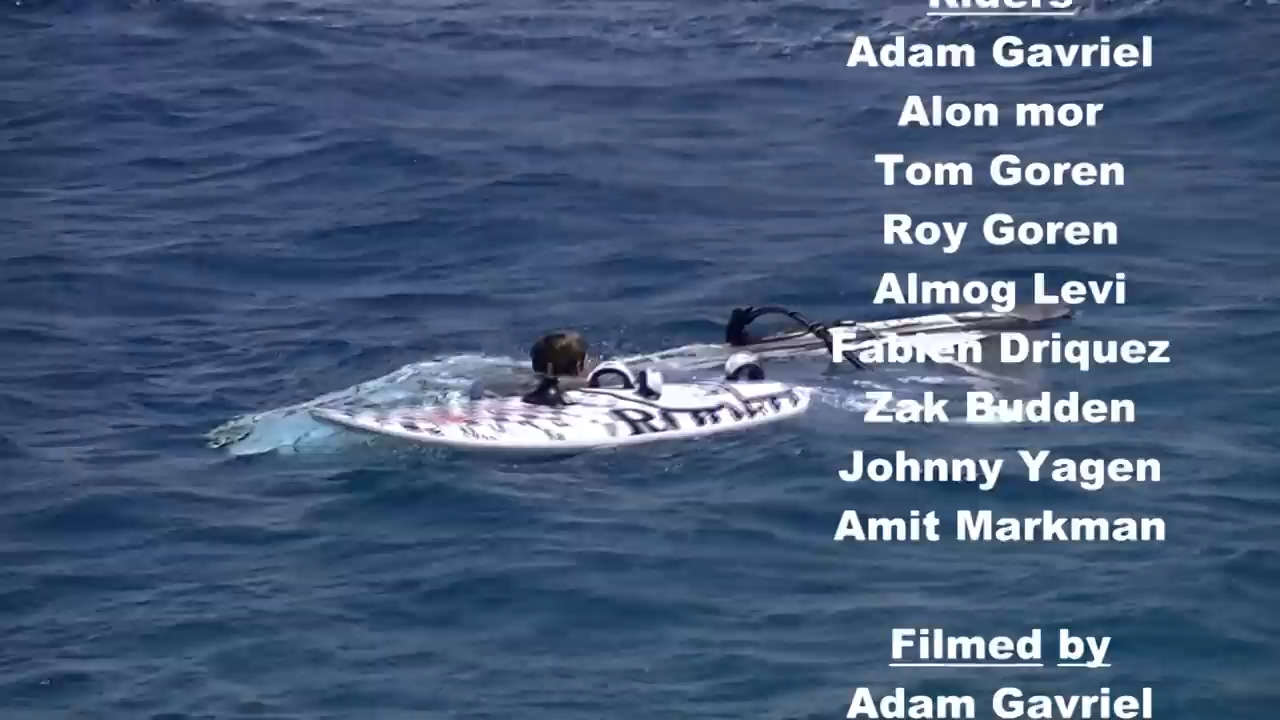 Riders
Adam Gavriel
Alon mor
Tom Goren
Roy Goren
Almog Levi
Fabien Driquez
Zak Budden
Johnny Yagen
Amit Markman
Filmed by
Adam Gavriel